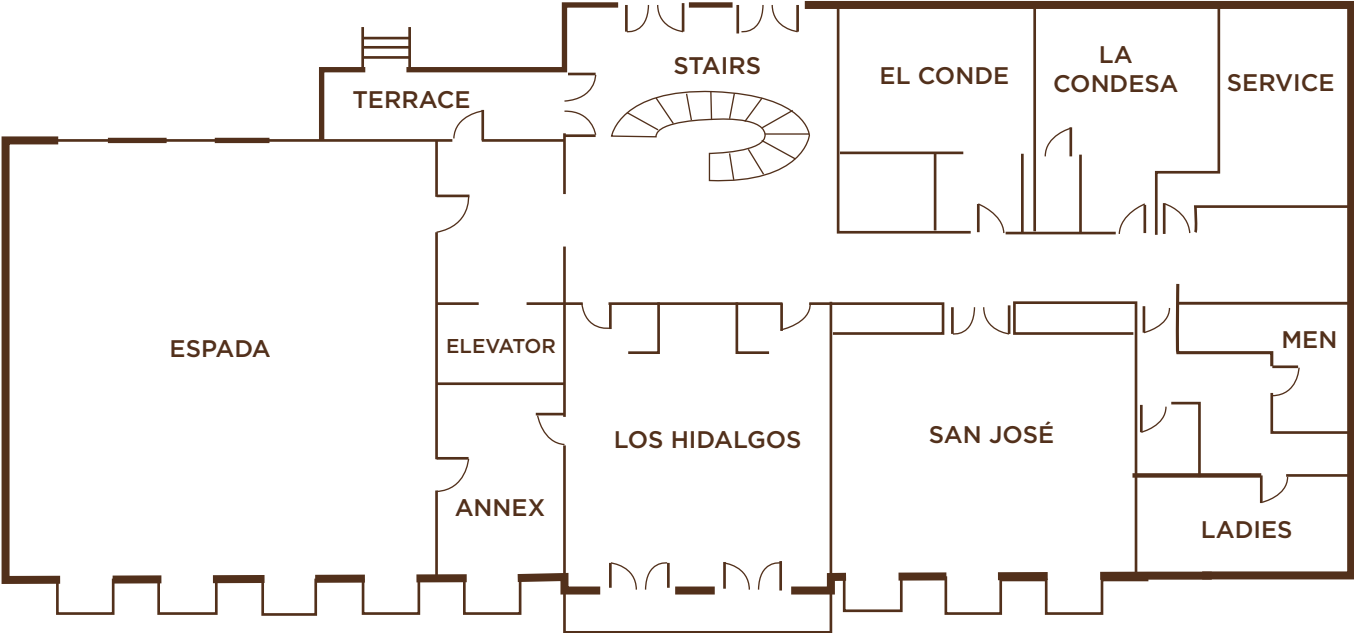 STAIRS
EL CONDE
LA
CONDESA
SERVICE
TERRACE
ESPADA
ELEVATOR
MEN
LOS HIDALGOS
SAN JOSÉ
ANNEX
LADIES